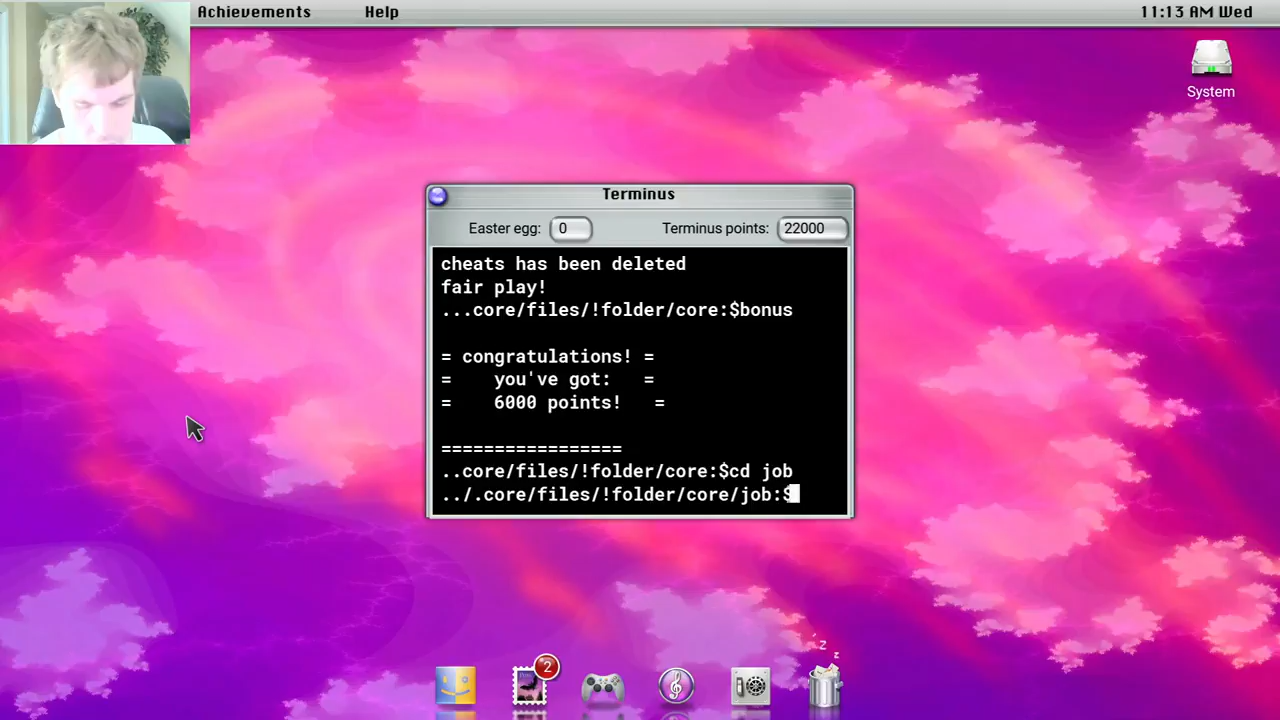 Achievements Help 11:13 AM Wed
System
Terminus
Easter egg: 0 Terminus points: 22000
cheats has been deleted
fair play!
...core/files/!folder/core:$bonus
= congratulations! =
= you've got: =
= 6000 points! =
=================
..core/files/!folder/core:$cd job
../.core/files/!folder/core/job:$
2
z
z